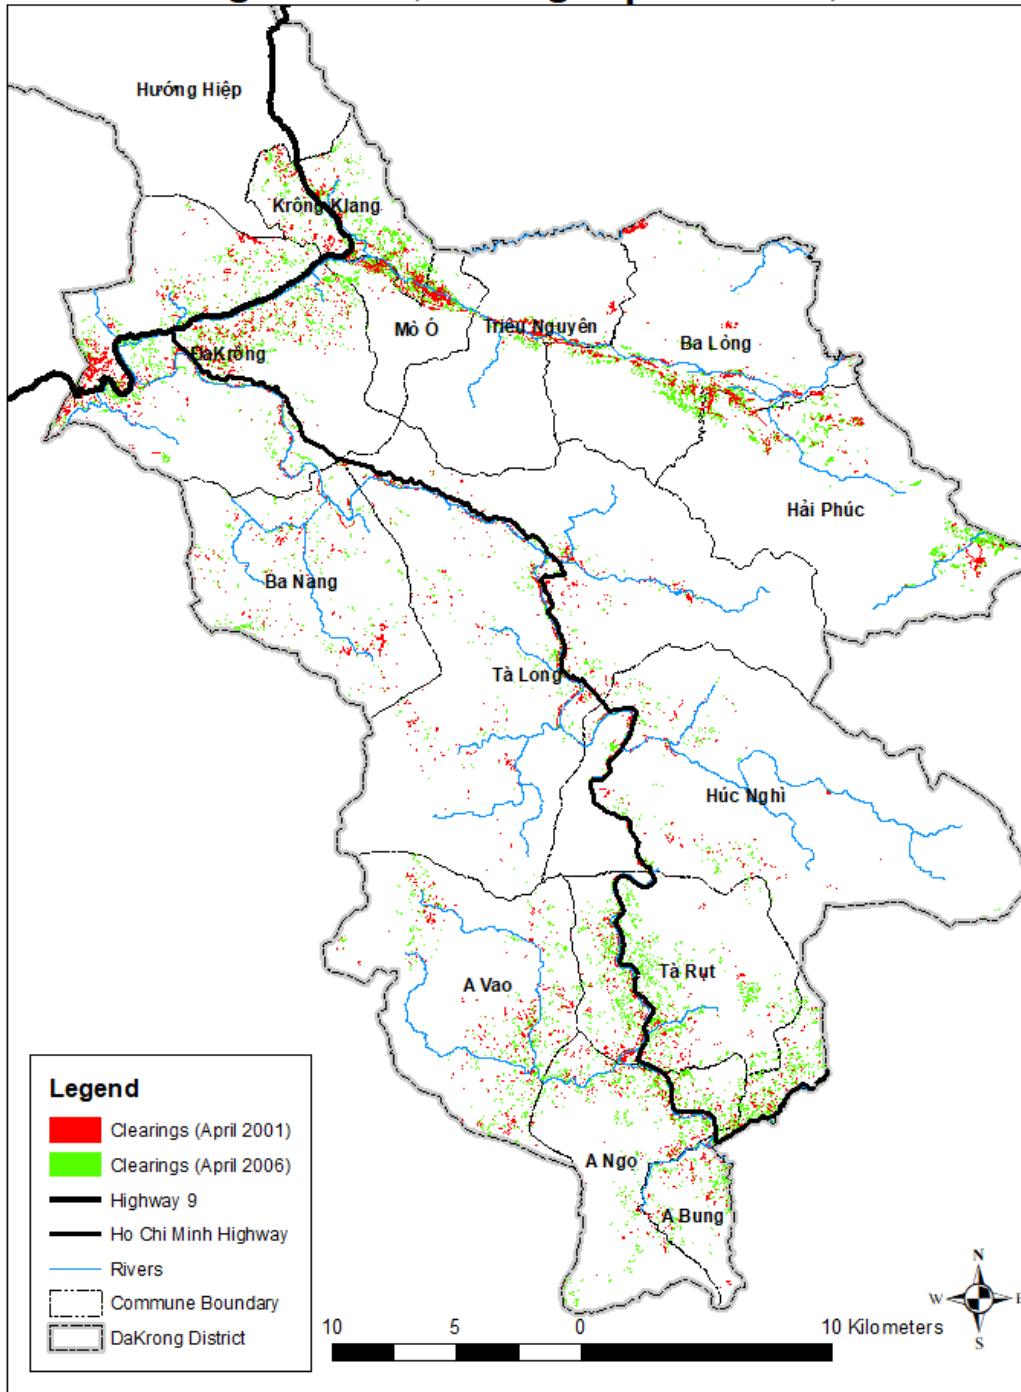 Hướng Hiệp
Krông Klang
Mò Ó
Triệu Nguyên
Ba Lòng
ĐaKrông
Hải Phúc
Ba Nang
Tà Long
Húc Nghì
A Vao
Tà Rụt
A Ngo
A Bung
Legend
Clearings (April 2001)
Clearings (April 2006)
Highway 9
Ho Chi Minh Highway
Rivers
Commune Boundary
DaKrong District
10 5 0 10 Kilometers
N
W E
S